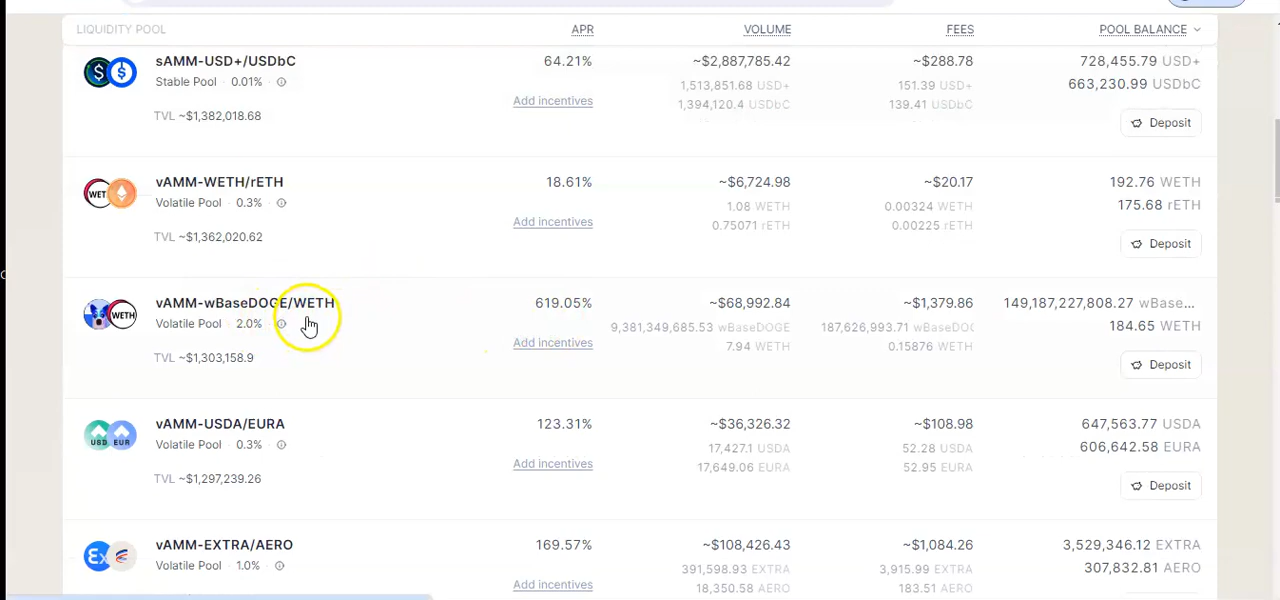 LIQUIDITY POOL APR VOLUME FEES POOL BALANCE
sAMM-USD+/USDbC 64.21% ~$2,887,785.42 ~$288.78 728,455.79 USD+
Stable Pool · 0.01% 1,513,851.68 USD+ 151.39 USD+ 663,230.99 USDbC
Add incentives 1,394,120.4 USDbC 139.41 USDbC
TVL ~$1,382,018.68 Deposit
vAMM-WETH/rETH 18.61% ~$6,724.98 ~$20.17 192.76 WETH
Volatile Pool · 0.3% 1.08 WETH 0.00324 WETH 175.68 rETH
Add incentives 0.75071 rETH 0.00225 rETH
TVL ~$1,362,020.62 Deposit
vAMM-wBaseDOGE/WETH 619.05% ~$68,992.84 ~$1,379.86 149,187,227,808.27 wBase...
Volatile Pool 2.0% 9,381,349,685.53 wBaseDOGE 187,626,993.71 wBaseDOG 184.65 WETH
Add incentives 7.94 WETH 0.15876 WETH
TVL ~$1,303,158.9 Deposit
vAMM-USDA/EURA 123.31% ~$36,326.32 ~$108.98 647,563.77 USDA
Volatile Pool · 0.3% 17,427.1 USDA 52.28 USDA 606,642.58 EURA
Add incentives 17,649.06 EURA 52.95 EURA
TVL ~$1,297,239.26 Deposit
vAMM-EXTRA/AERO 169.57% ~$108,426.43 ~$1,084.26 3,529,346.12 EXTRA
Volatile Pool · 1.0% 391,598.93 EXTRA 3,915.99 EXTRA 307,832.81 AERO
Add incentives 18,350.58 AERO 183.51 AERO